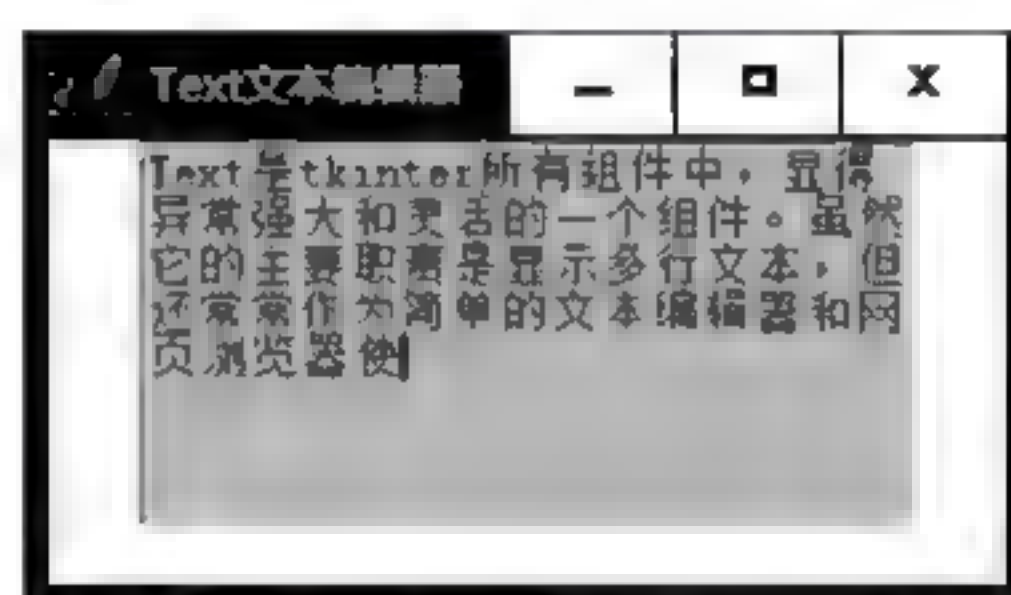 Text文本编辑器
Text是tkinter所有组件中，显得
异常强大和灵活的一个组件。虽然
它的主要职责是显示多行文本，但
还常常作为简单的文本编辑器和网
页浏览器使